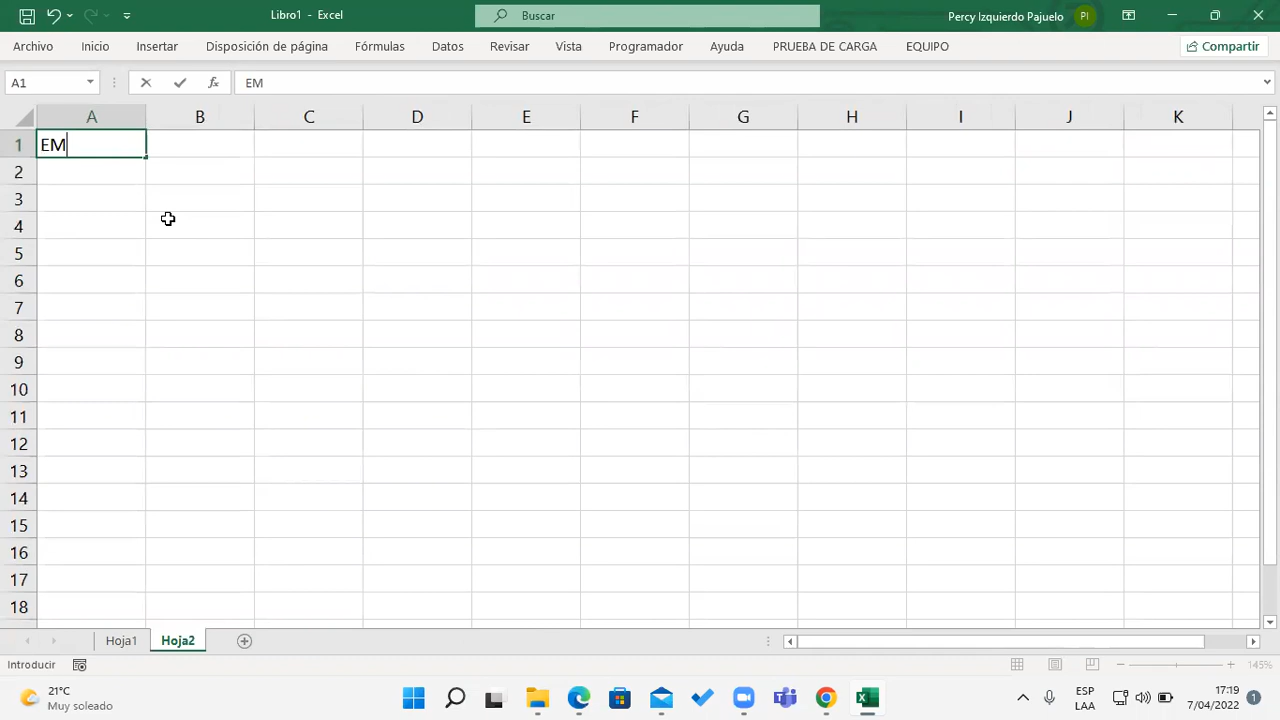 Libro1 - Excel
Buscar
Percy Izquierdo Pajuelo
PI
Archivo
Inicio
Insertar
Disposición de página
Fórmulas
Datos
Revisar
Vista
Programador
Ayuda
PRUEBA DE CARGA
EQUIPO
Compartir
A1
fx
EM
A B C D E F G H I J K
1 EM
2
3
4
5
6
7
8
9
10
11
12
13
14
15
16
17
18
Hoja1
Hoja2
Introducir
145%
21°C
Muy soleado
ESP
LAA
17:19
7/04/2022
1